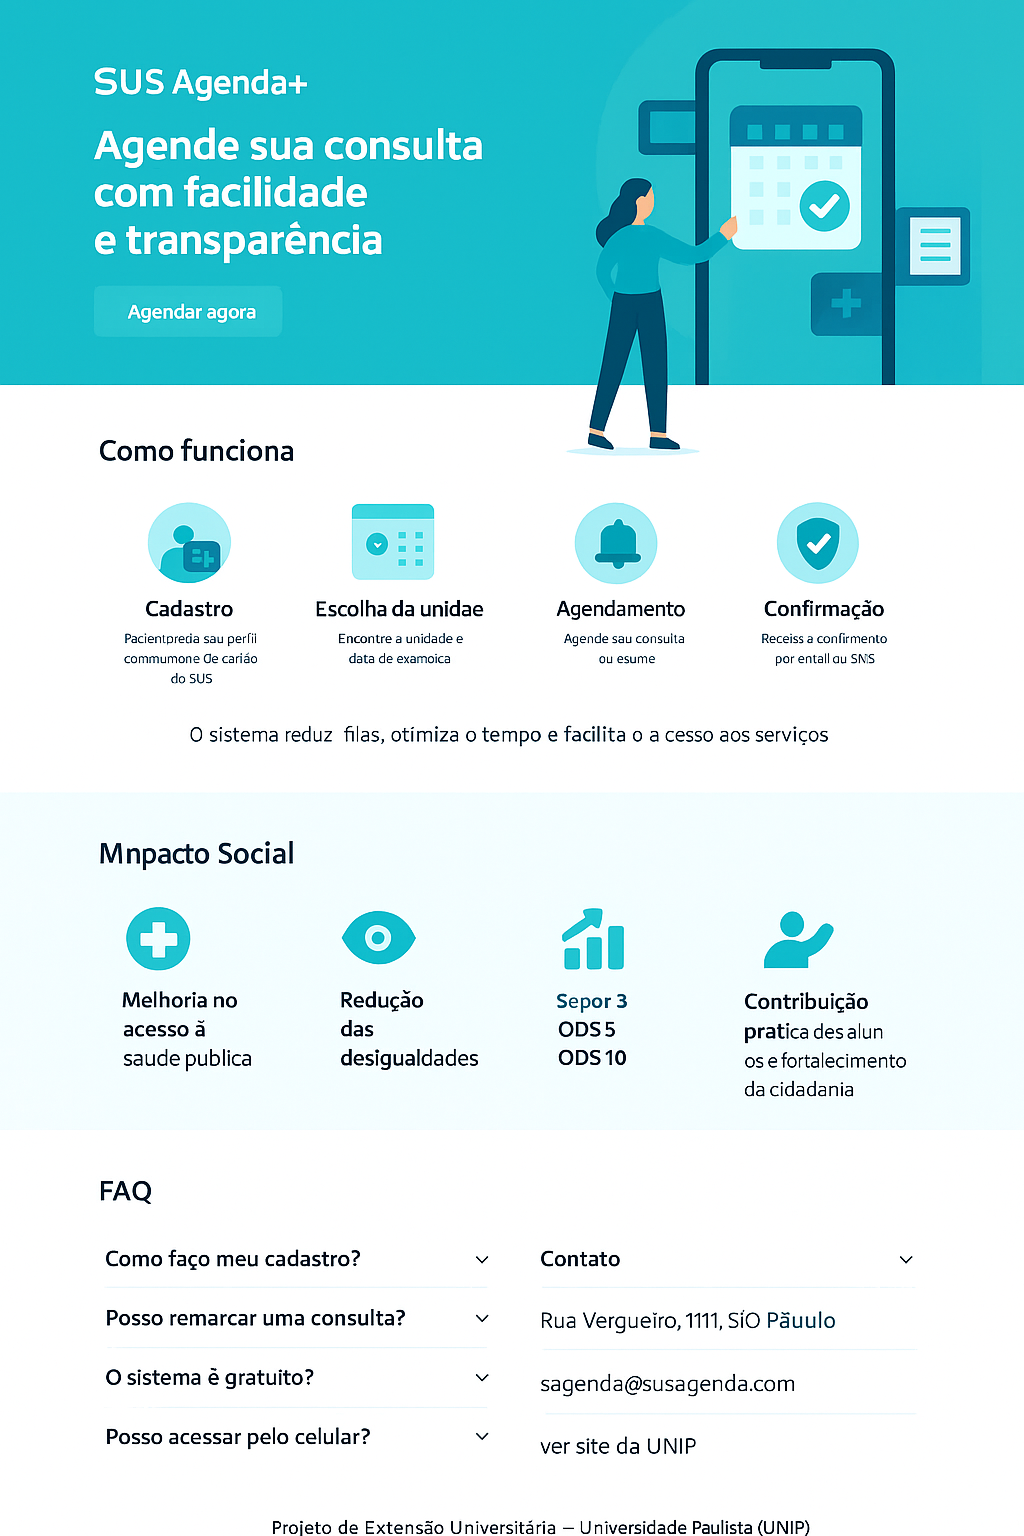 SUS Agenda+
Agende sua consulta
com facilidade
e transparência
Agendar agora
Como funciona
Cadastro
Pacientpredia sau perfil
commumone Ꮻe cariáo
do SUS
Escolha da unidae
Encontre a unidade e
data de examoica
Agendamento
Agende sau consulta
ou esume
Confirmação
Receiss a confirmento
por entall ou SNS
O sistema reduz filas, otimiza o tempo e facilita o a cesso aos serviços
Mnpacto Social
Melhoria no
acesso ã
saude publica
Redução
das
desigualdades
Sepor 3
ODS 5
ODS 10
Contribuição
pratica des alun
os e fortalecimento
da cidadania
FAQ
Como faço meu cadastro?
Posso remarcar uma consulta?
O sistema ẽ gratuito?
Posso acessar pelo celular?
Contato
Rua Vergueiro, 1111, SÍO Pãuulo
sagenda@susagenda.com
ver site da UNIP
Projeto de Extensão Universitária – Universidade Paulista (UNIP)